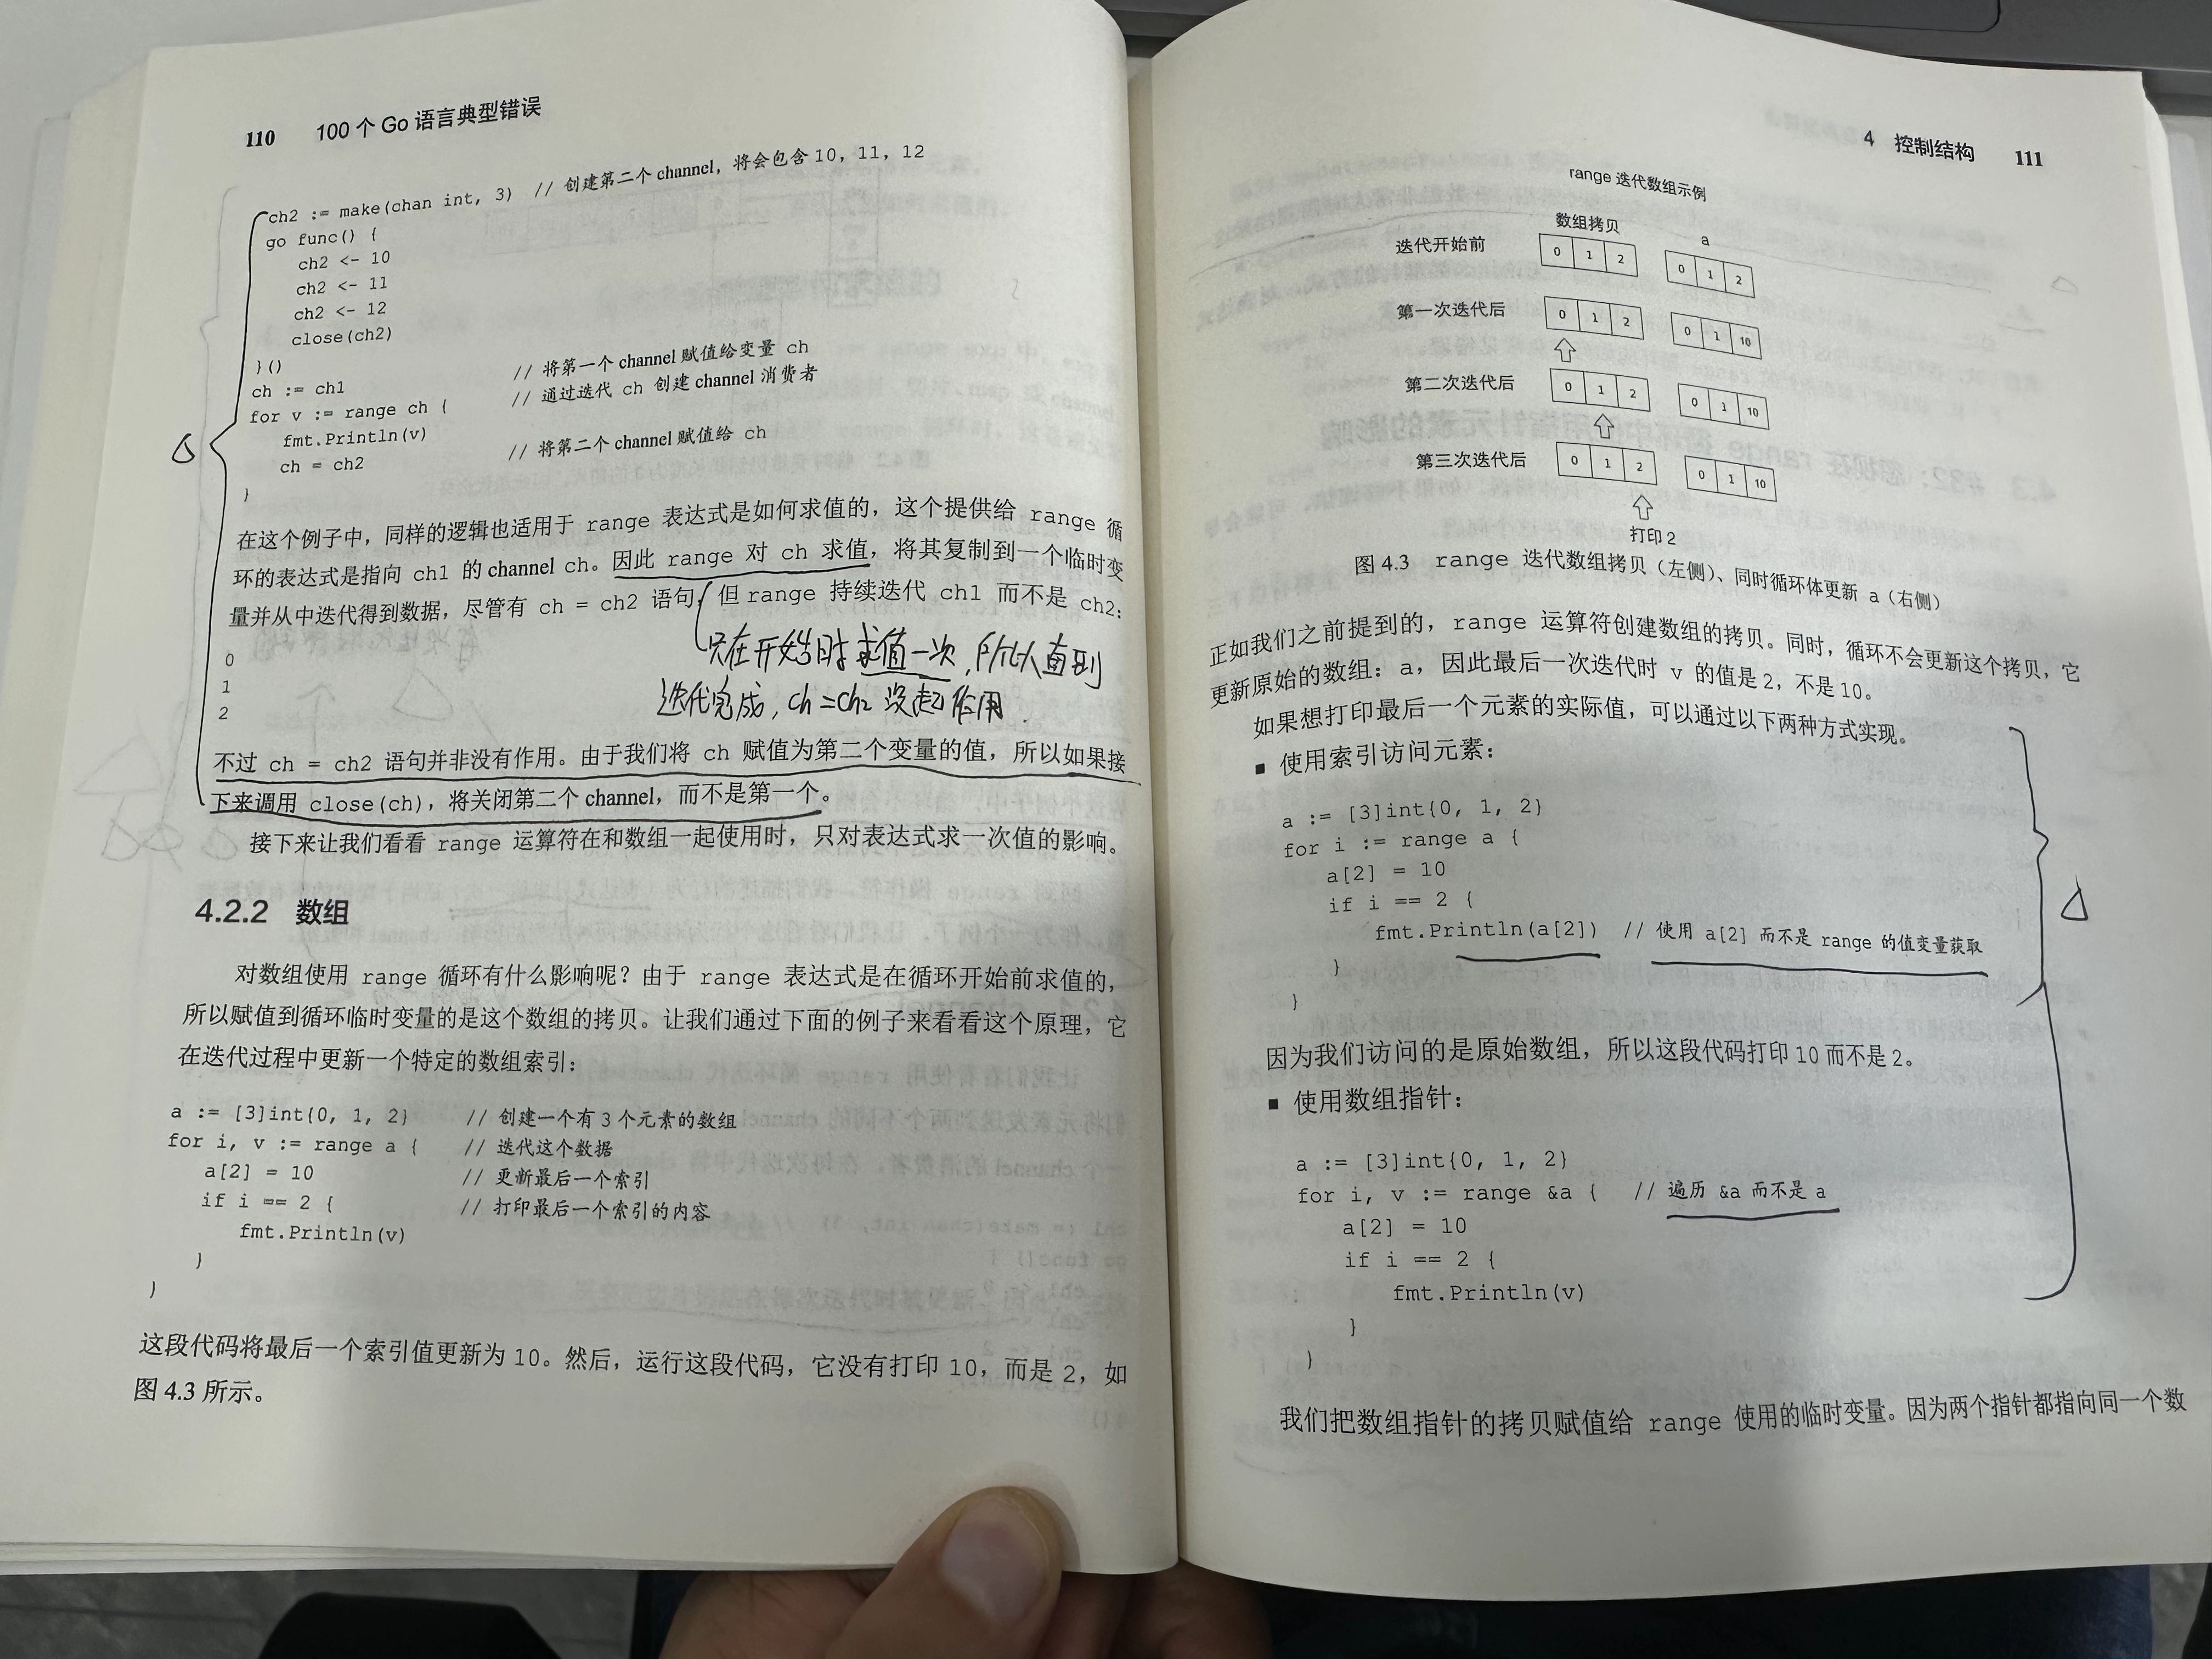 110 100 个 Go 语言典型错误
ch2 := make(chan int, 3) // 创建第二个 channel，将会包含 10，11，12
go func() {
ch2 <- 10
ch2 <- 11
ch2 <- 12
close(ch2)
}()
ch := ch1 // 将第一个 channel 赋值给变量 ch
for v := range ch { // 通过迭代 ch 创建 channel 消费者
fmt.Println(v)
ch = ch2 // 将第二个 channel 赋值给 ch
}
在这个例子中，同样的逻辑也适用于 range 表达式是如何求值的，这个提供给 range 循
环的表达式是指向 ch1 的 channel ch。因此 range 对 ch 求值，将其复制到一个临时变
量并从中迭代得到数据，尽管有 ch = ch2 语句，但 range 持续迭代 ch1 而不是 ch2：
只在开始时求值一次，所以直到
迭代完成，ch=ch2 没起作用.
0
1
2
不过 ch = ch2 语句并非没有作用。由于我们将 ch 赋值为第二个变量的值，所以如果接
下来调用 close(ch)，将关闭第二个 channel，而不是第一个。
接下来让我们看看 range 运算符在和数组一起使用时，只对表达式求一次值的影响。
4.2.2 数组
对数组使用 range 循环有什么影响呢？由于 range 表达式是在循环开始前求值的，
所以赋值到循环临时变量的是这个数组的拷贝。让我们通过下面的例子来看看这个原理，它
在迭代过程中更新一个特定的数组索引：
a := [3]int{0, 1, 2} // 创建一个有 3 个元素的数组
for i, v := range a { // 迭代这个数据
a[2] = 10 // 更新最后一个索引
if i == 2 { // 打印最后一个索引的内容
fmt.Println(v)
}
}
这段代码将最后一个索引值更新为 10。然后，运行这段代码，它没有打印 10，而是 2，如
图 4.3 所示。
4 控制结构 111
range 迭代数组示例
数组拷贝 a
迭代开始前 0 1 2 0 1 2
第一次迭代后 0 1 2 0 1 10
第二次迭代后 0 1 2 0 1 10
第三次迭代后 0 1 2 0 1 10
打印 2
图 4.3 range 迭代数组拷贝（左侧）、同时循环体更新 a（右侧）
正如我们之前提到的，range 运算符创建数组的拷贝。同时，循环不会更新这个拷贝，它
更新原始的数组：a，因此最后一次迭代时 v 的值是 2，不是 10。
如果想打印最后一个元素的实际值，可以通过以下两种方式实现。
■ 使用索引访问元素：
a := [3]int{0, 1, 2}
for i := range a {
a[2] = 10
if i == 2 {
fmt.Println(a[2]) // 使用 a[2] 而不是 range 的值变量获取
}
}
因为我们访问的是原始数组，所以这段代码打印 10 而不是 2。
■ 使用数组指针：
a := [3]int{0, 1, 2}
for i, v := range &a { // 遍历 &a 而不是 a
a[2] = 10
if i == 2 {
fmt.Println(v)
}
}
我们把数组指针的拷贝赋值给 range 使用的临时变量。因为两个指针都指向同一个数